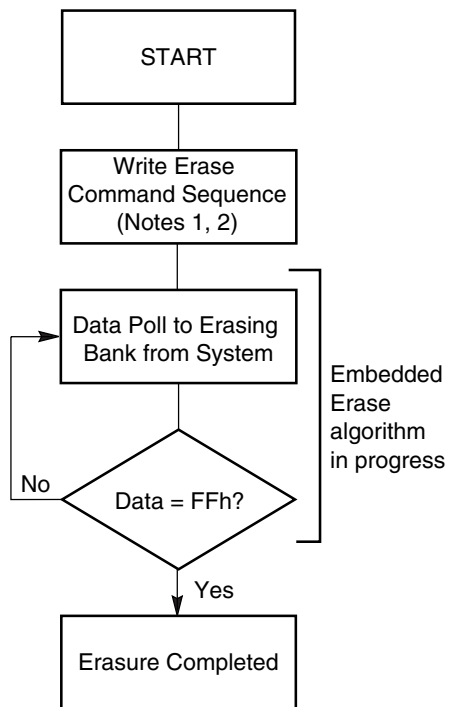 START
Write Erase
Command Sequence
(Notes 1, 2)
Data Poll to Erasing
Bank from System
Embedded
Erase
algorithm
in progress
No
Data = FFh?
Yes
Erasure Completed